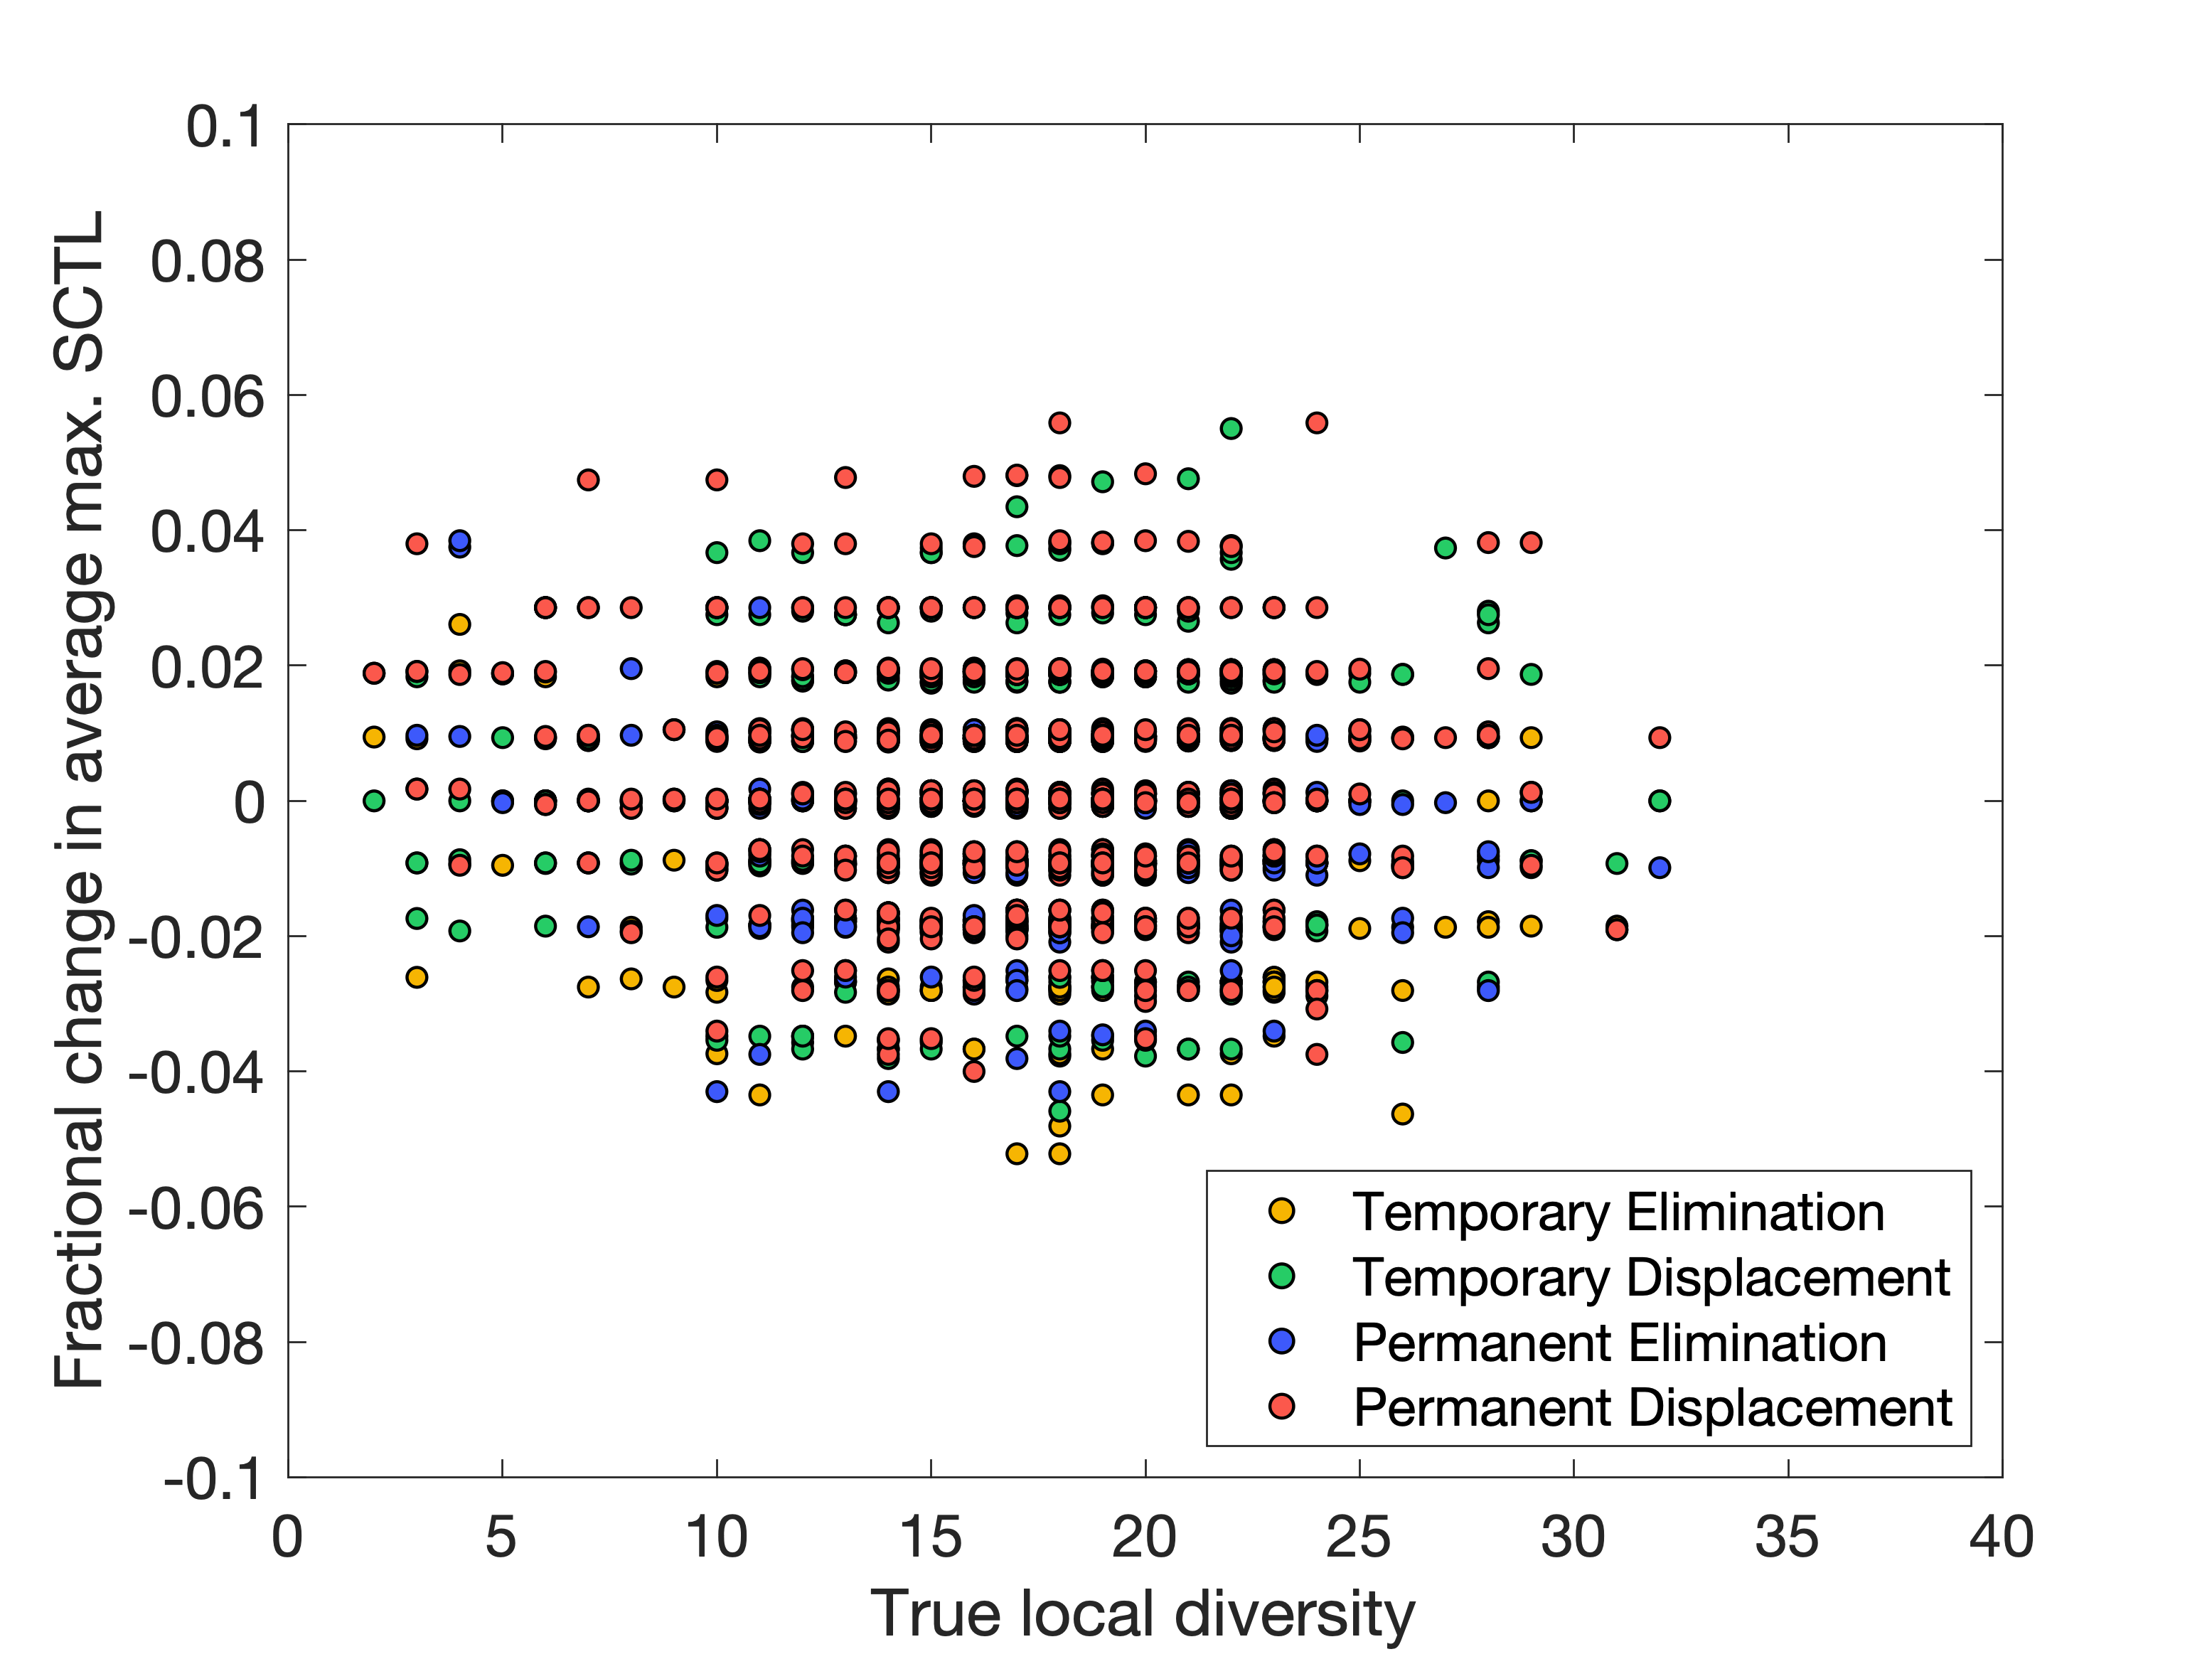 Fractional change in average max. SCTL
0.1
0.08
0.06
0.04
0.02
0
-0.02
-0.04
-0.06
-0.08
-0.1
Temporary Elimination
Temporary Displacement
Permanent Elimination
Permanent Displacement
0 5 10 15 20 25 30 35 40
True local diversity